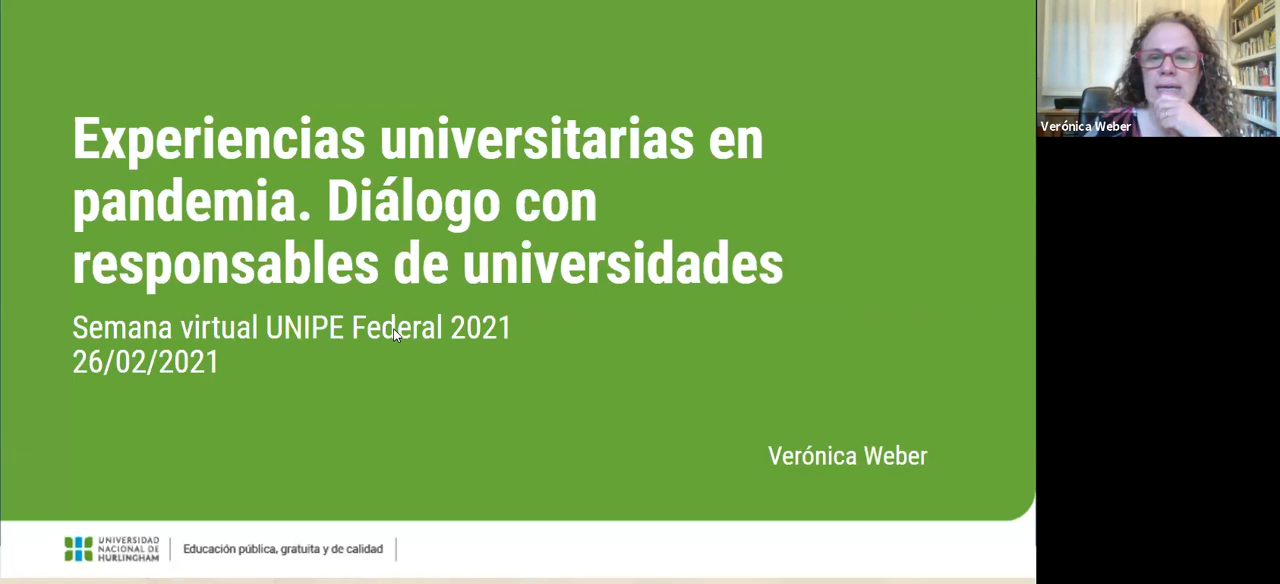 Experiencias universitarias en
pandemia. Diálogo con
responsables de universidades
Semana virtual UNIPE Federal 2021
26/02/2021
Verónica Weber
UNIVERSIDAD
NACIONAL DE
HURLINGHAM
Educación pública, gratuita y de calidad
Verónica Weber